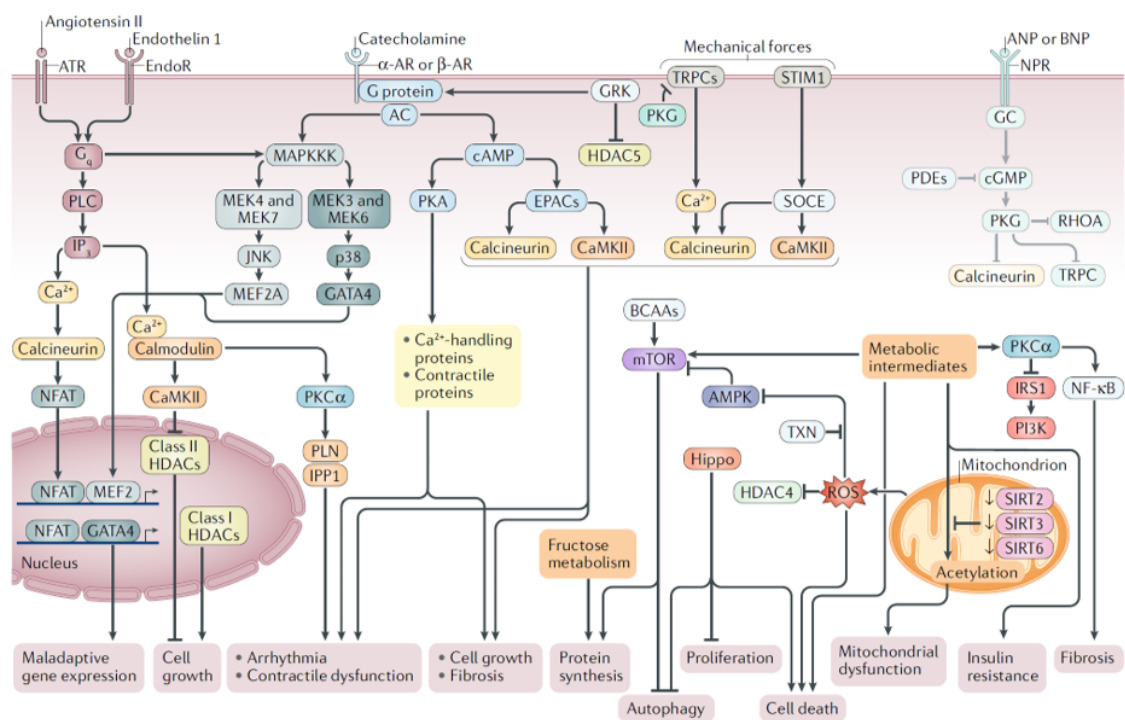 Angiotensin II
Endothelin 1
ATR
EndoR
Catecholamine
α-AR or β-AR
G protein
AC
GRK
HDAC5
Mechanical forces
TRPCs
STIM1
PKG
ANP or BNP
NPR
GC
PDEs
cGMP
PKG
RHOA
Calcineurin
TRPC
Gq
MAPKKK
cAMP
PLC
MEK4 and
MEK7
MEK3 and
MEK6
PKA
EPACs
Ca²⁺
SOCE
IP₃
JNK
p38
Calcineurin
CaMKII
Calcineurin
CaMKII
Ca²⁺
MEF2A
GATA4
Ca²⁺
Calcineurin
Calmodulin
• Ca²⁺-handling
proteins
• Contractile
proteins
BCAAs
mTOR
Metabolic
intermediates
PKCα
NFAT
CaMKII
PKCα
AMPK
IRS1
NF-κB
TXN
PI3K
Class II
HDACs
PLN
IPP1
Hippo
Mitochondrion
NFAT
MEF2
HDAC4
ROS
SIRT2
SIRT3
SIRT6
Acetylation
Class I
HDACs
NFAT
GATA4
Nucleus
Fructose
metabolism
Maladaptive
gene expression
Cell
growth
• Arrhythmia
• Contractile dysfunction
• Cell growth
• Fibrosis
Protein
synthesis
Proliferation
Mitochondrial
dysfunction
Insulin
resistance
Fibrosis
Autophagy
Cell death